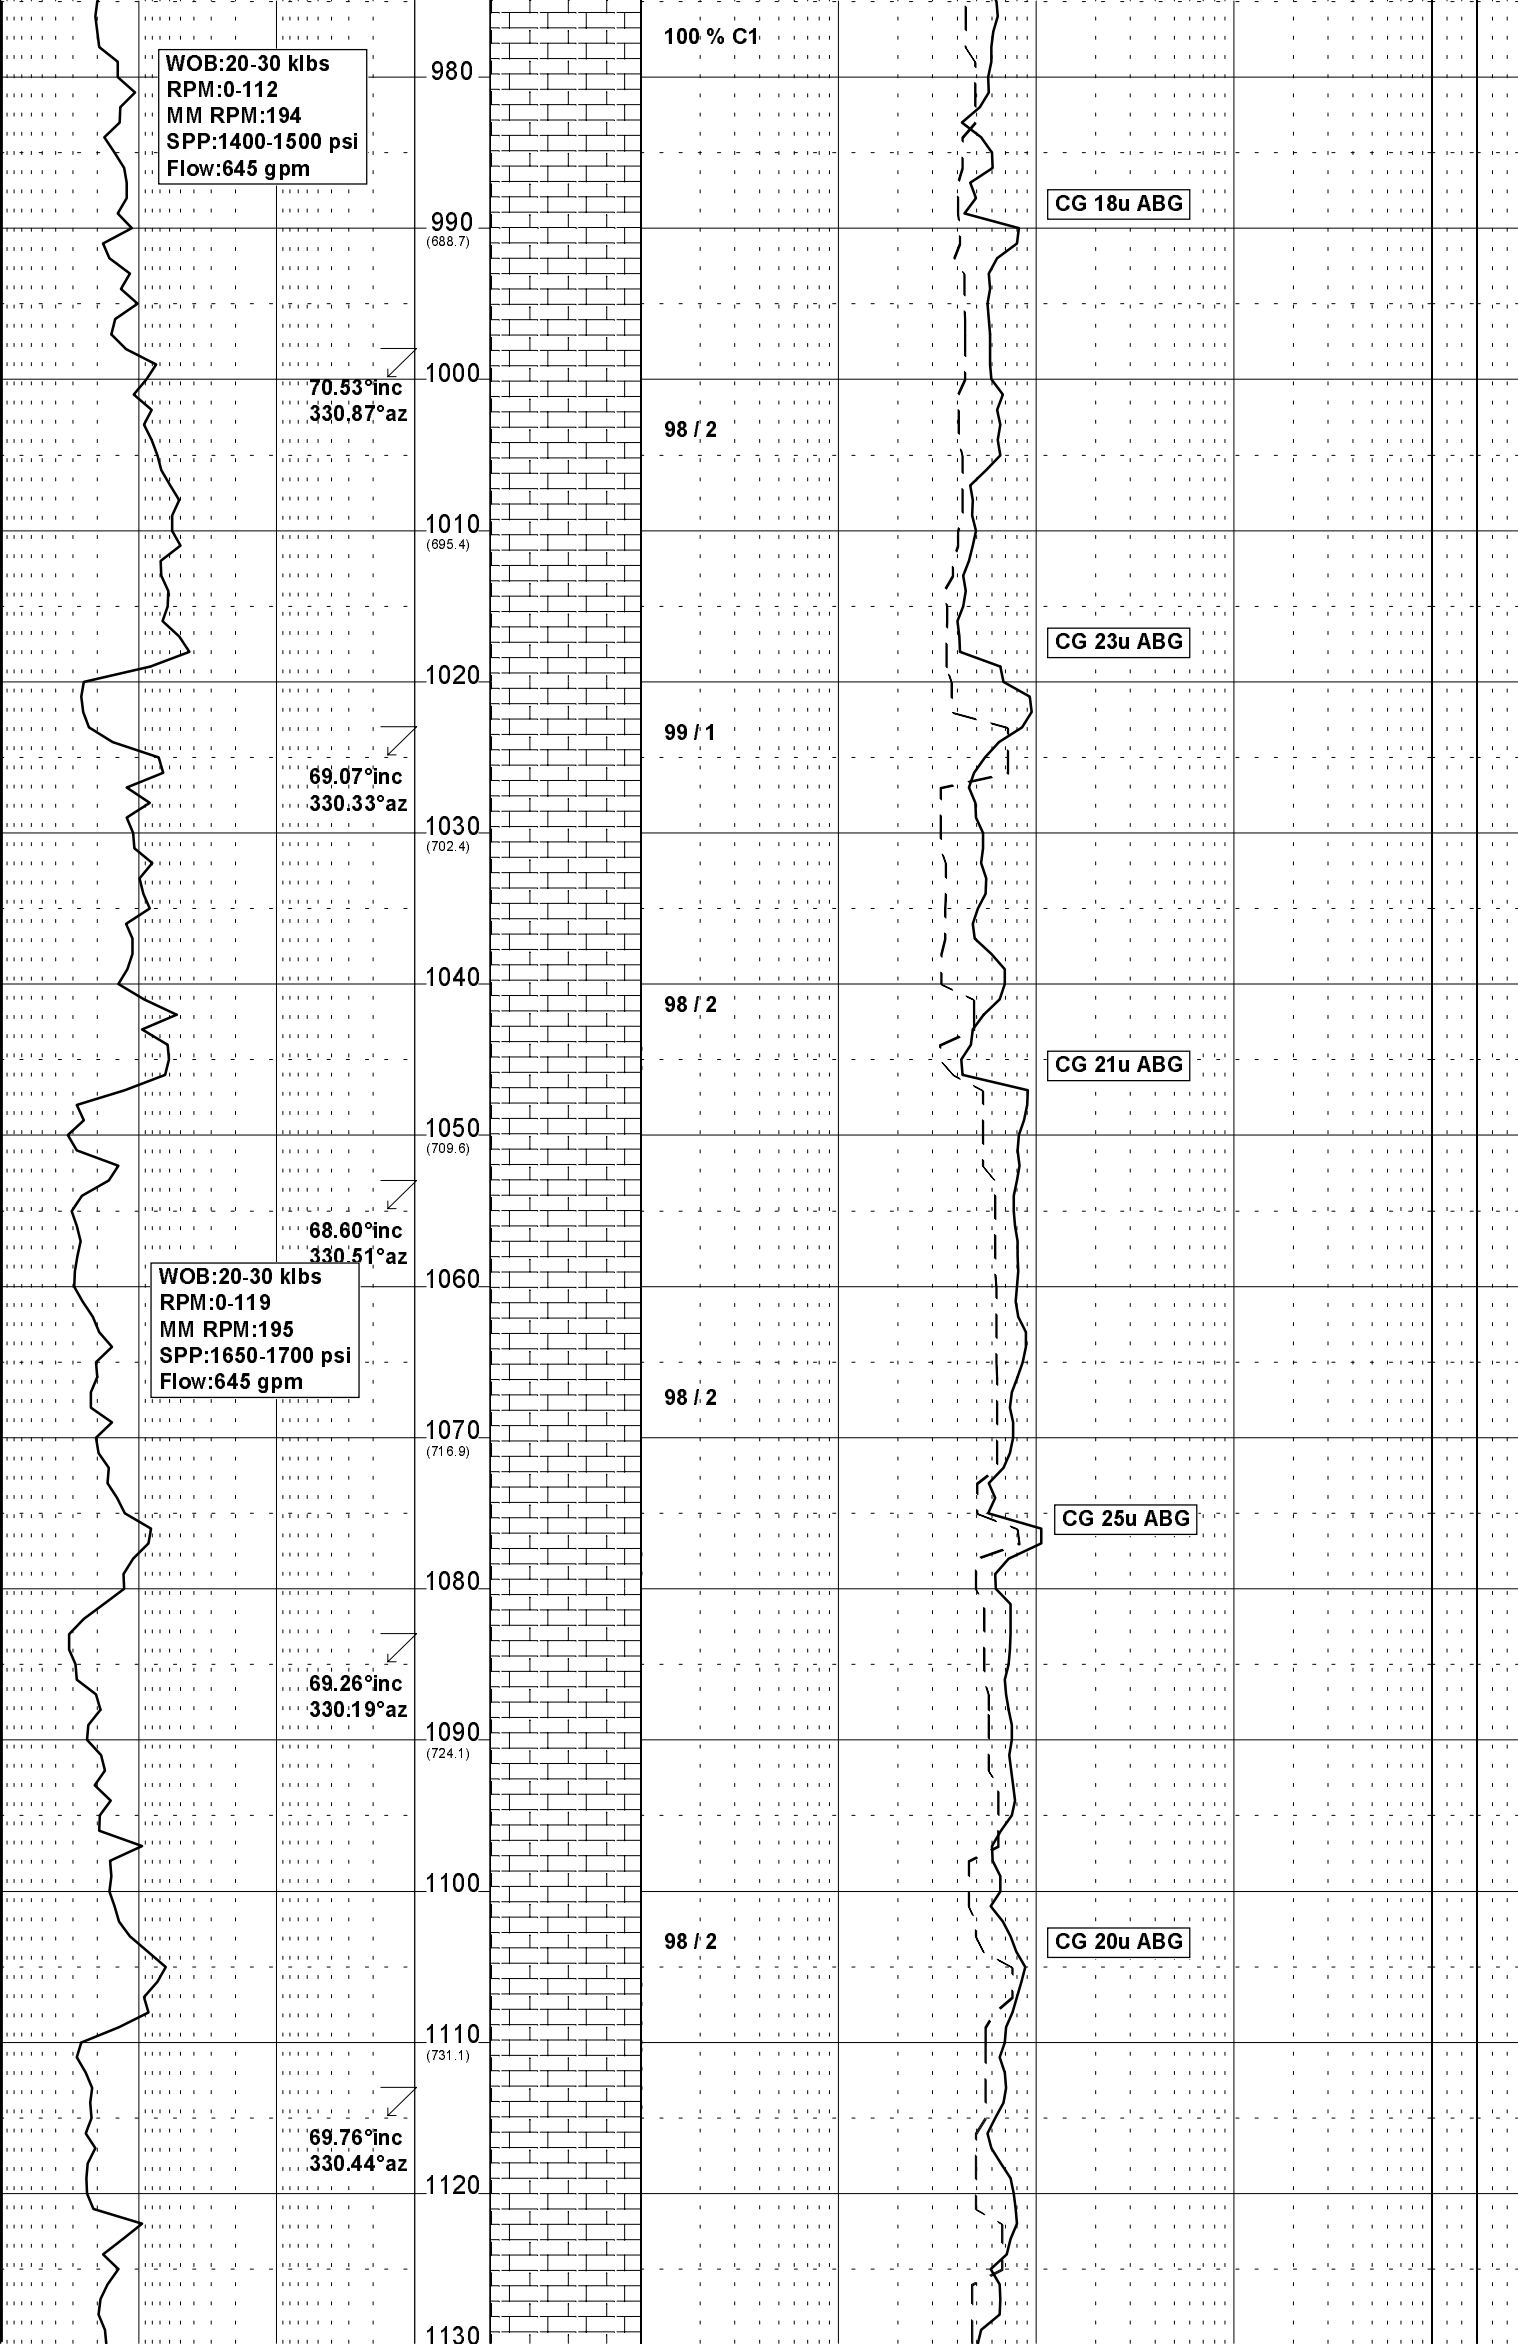 100 % C1
WOB:20-30 klbs
RPM:0-112
MM RPM:194
SPP:1400-1500 psi
Flow:645 gpm
980
CG 18u ABG
990
(688.7)
1000
70.53°inc
330.87°az
98 / 2
1010
(695.4)
CG 23u ABG
1020
99 / 1
69.07°inc
330.33°az
1030
(702.4)
1040
98 / 2
CG 21u ABG
1050
(709.6)
68.60°inc
330.51°az
WOB:20-30 klbs
RPM:0-119
MM RPM:195
SPP:1650-1700 psi
Flow:645 gpm
1060
98 / 2
1070
(716.9)
CG 25u ABG
1080
69.26°inc
330.19°az
1090
(724.1)
1100
98 / 2
CG 20u ABG
1110
(731.1)
69.76°inc
330.44°az
1120
1130